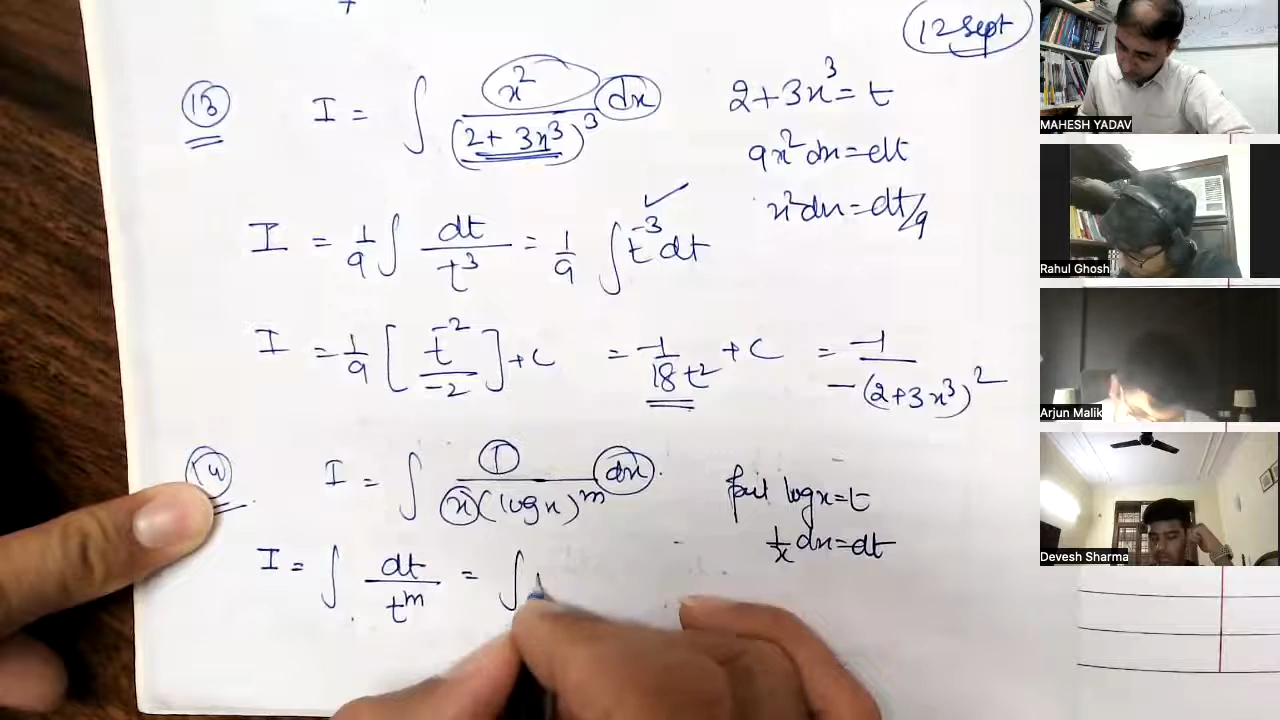 12 Sept
(13) I = ∫ x² / (2 + 3x³)³ dx
2 + 3x³ = t
9x² dx = dt
x² dx = dt/9
I = 1/9 ∫ dt / t³ = 1/9 ∫ t⁻³ dt
I = 1/9 [ t⁻² / -2 ] + C = -1 / 18t² + C = -1 / -(2+3x³)²
(14) I = ∫ 1 / x(log x)^m dx
put log x = t
1/x dx = dt
I = ∫ dt / t^m = ∫
MAHESH YADAV
Rahul Ghosh
Arjun Malik
Devesh Sharma